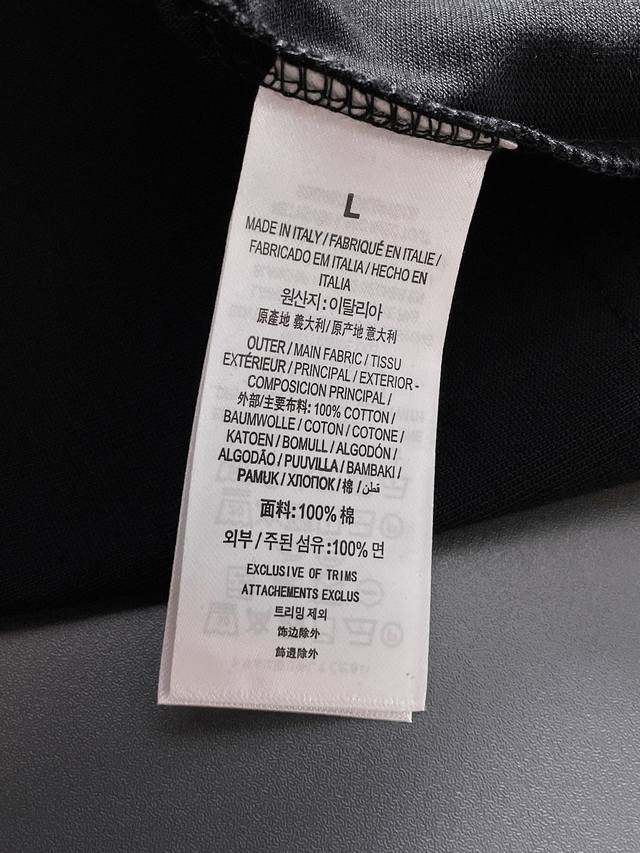 L
MADE IN ITALY / FABRIQUÉ EN ITALIE /
FABRICADO EM ITALIA / HECHO EN
ITALIA
원산지 : 이탈리아
原產地 義大利 / 原产地 意大利
OUTER / MAIN FABRIC / TISSU
EXTÉRIEUR / PRINCIPAL / EXTERIOR -
COMPOSICION PRINCIPAL /
外部/主要布料: 100% COTTON /
BAUMWOLLE / COTON / COTONE /
KATOEN / BOMULL / ALGODÓN /
ALGODÃO / PUUVILLA / BAMBAKI /
PAMUK / ХЛОПОК / 棉 / قطن
面料: 100% 棉
외부 / 주된 섬유 : 100% 면
EXCLUSIVE OF TRIMS
ATTACHEMENTS EXCLUS
트리밍 제외
饰边除外
飾邊除外